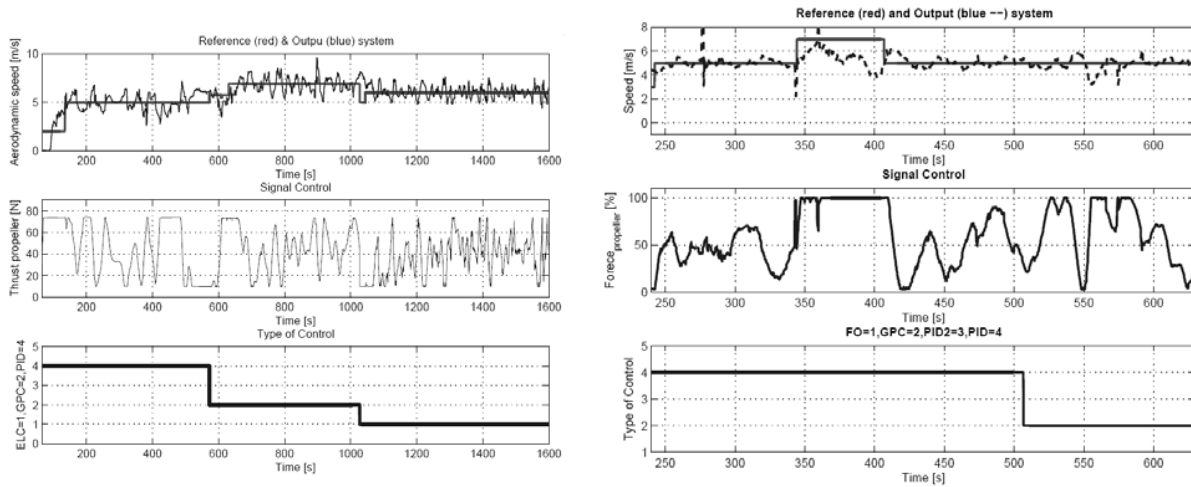 Reference (red) & Outpu (blue) system
Aerodynamic speed [m/s]
10
5
0
200 400 600 800 1000 1200 1400 1600
Time [s]
Signal Control
Thrust propeller [N]
80
60
40
20
0
200 400 600 800 1000 1200 1400 1600
Time [s]
Type of Control
ELC=1,GPC=2,PID=4
5
4
3
2
1
0
200 400 600 800 1000 1200 1400 1600
Time [s]
Reference (red) and Output (blue --) system
Speed [m/s]
8
6
4
2
0
250 300 350 400 450 500 550 600
Time [s]
Signal Control
Forece propeller [%]
100
50
0
250 300 350 400 450 500 550 600
Time [s]
FO=1,GPC=2,PID2=3,PID=4
Type of Control
5
4
3
2
1
250 300 350 400 450 500 550 600
Time [s]